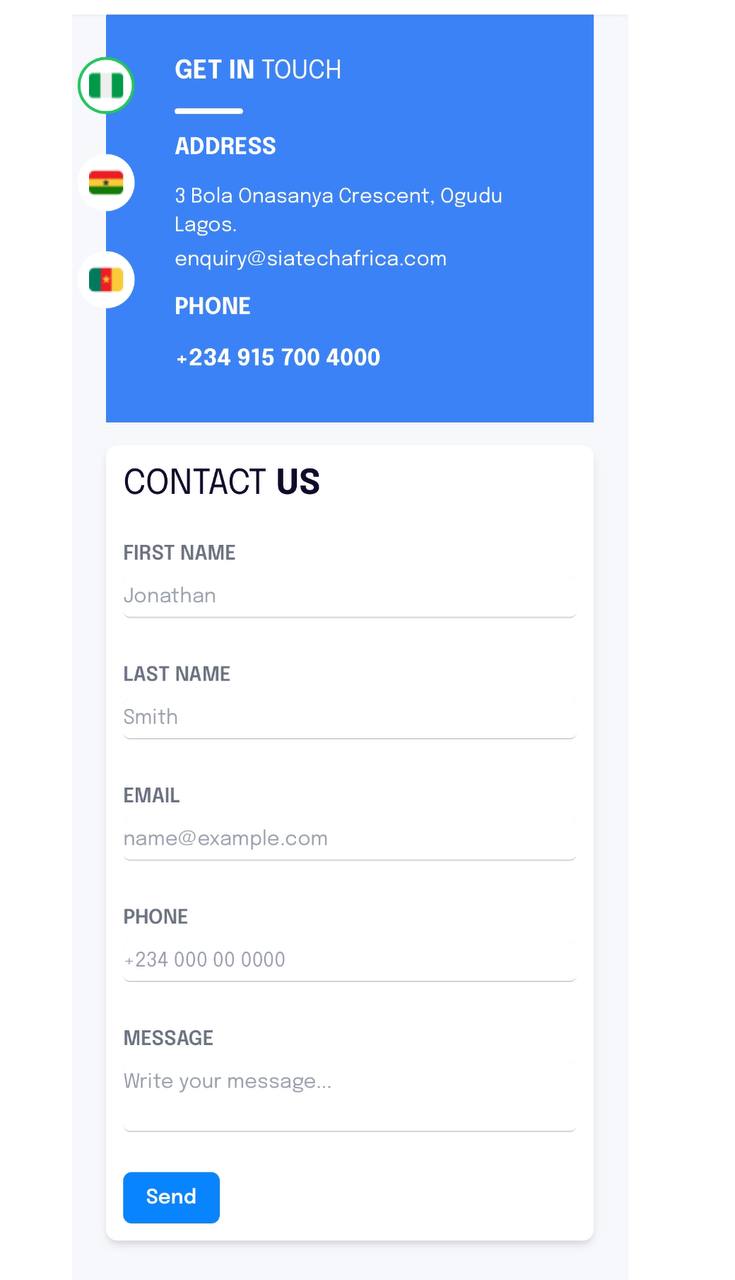 GET IN TOUCH
ADDRESS
3 Bola Onasanya Crescent, Ogudu
Lagos.
enquiry@siatechafrica.com
PHONE
+234 915 700 4000
CONTACT US
FIRST NAME
Jonathan
LAST NAME
Smith
EMAIL
name@example.com
PHONE
+234 000 00 0000
MESSAGE
Write your message...
Send